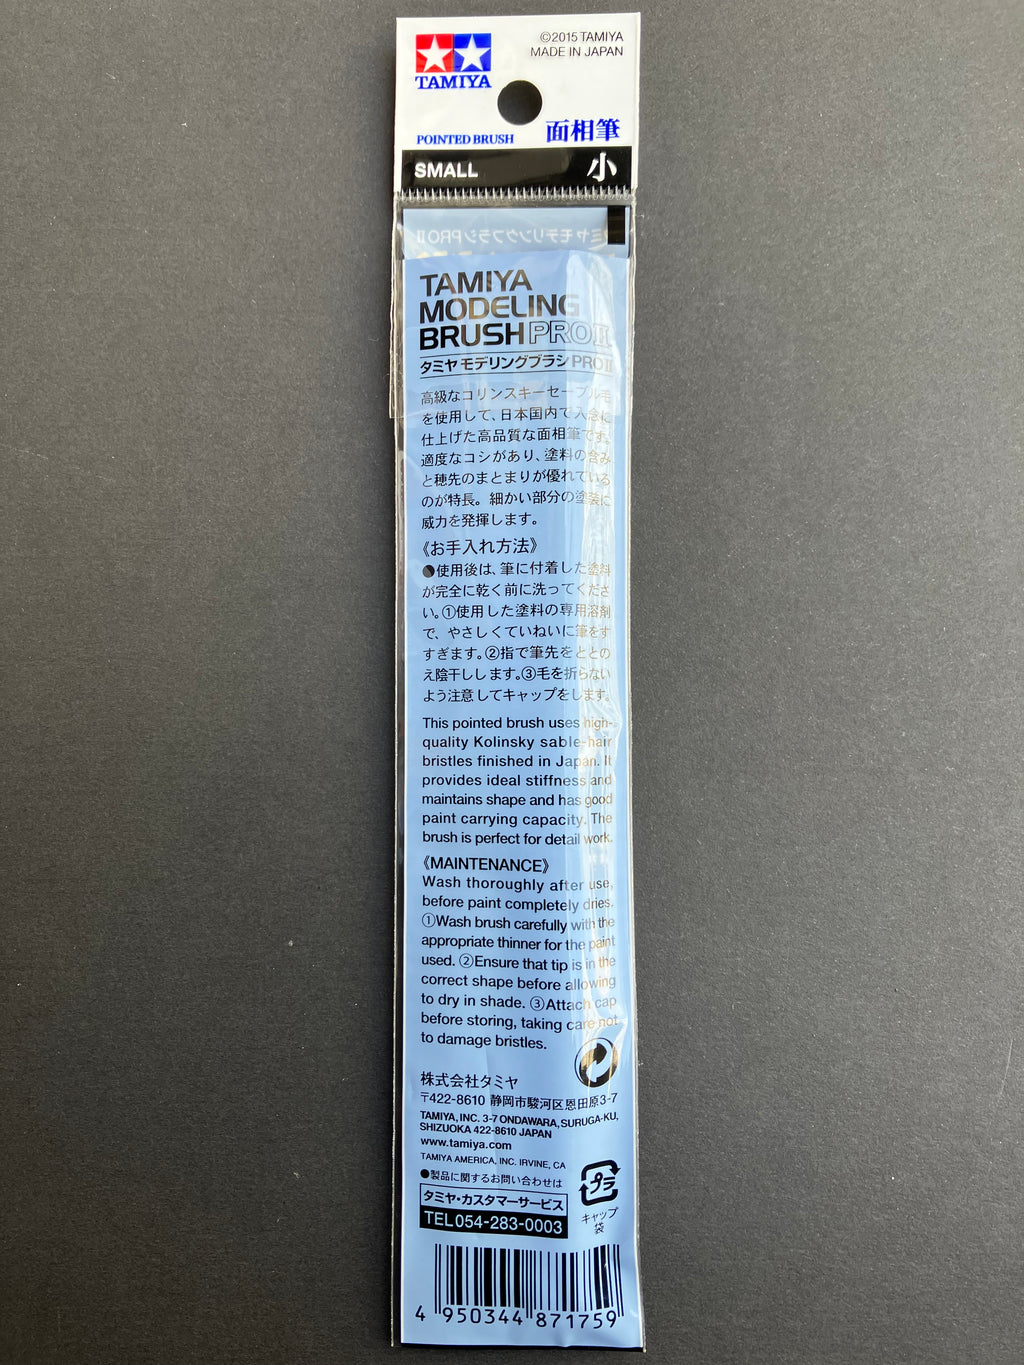 ©2015 TAMIYA
MADE IN JAPAN
TAMIYA
POINTED BRUSH 面相筆
SMALL 小
タミヤモデリングブラシPROII
TAMIYA
MODELING
BRUSH PROII
タミヤ モデリングブラシ PROII
高級なコリンスキーセーブル毛
を使用して、日本国内で入念に
仕上げた高品質な面相筆です。
適度なコシがあり、塗料の含み
と穂先のまとまりが優れている
のが特長。細かい部分の塗装に
威力を発揮します。
《お手入れ方法》
●使用後は、筆に付着した塗料
が完全に乾く前に洗ってくださ
い。①使用した塗料の専用溶剤
で、やさしくていねいに筆をす
すぎます。②指で筆先をととの
え陰干しします。③毛を折らない
よう注意してキャップをします。
This pointed brush uses high-
quality Kolinsky sable-hair
bristles finished in Japan. It
provides ideal stiffness and
maintains shape and has good
paint carrying capacity. The
brush is perfect for detail work.
《MAINTENANCE》
Wash thoroughly after use,
before paint completely dries.
①Wash brush carefully with the
appropriate thinner for the paint
used. ②Ensure that tip is in the
correct shape before allowing
to dry in shade. ③Attach cap
before storing, taking care not
to damage bristles.
株式会社タミヤ
〒422-8610 静岡市駿河区恩田原3-7
TAMIYA, INC. 3-7 ONDAWARA, SURUGA-KU,
SHIZUOKA 422-8610 JAPAN
www.tamiya.com
TAMIYA AMERICA, INC. IRVINE, CA
●製品に関するお問い合わせは
タミヤ・カスタマーサービス
TEL 054-283-0003
プラ
キャップ
袋
4 950344 871759